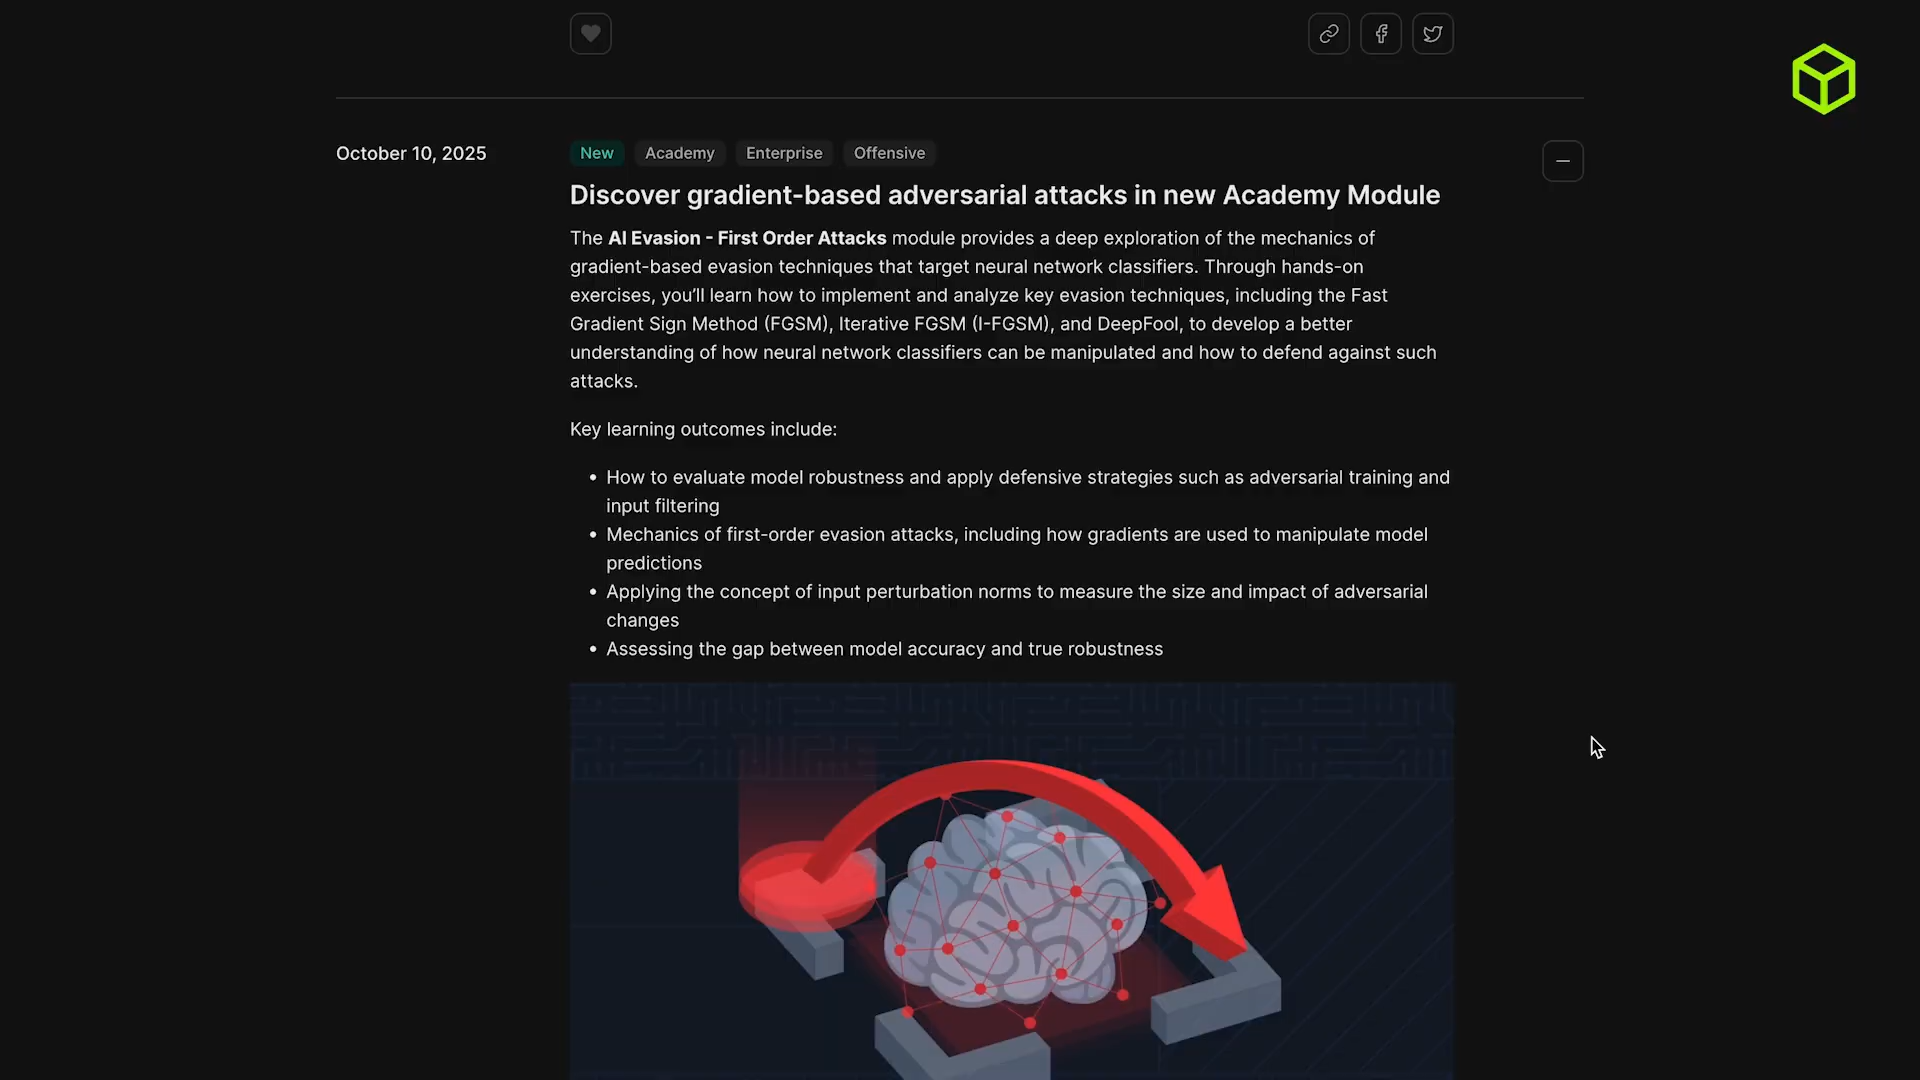 October 10, 2025
New Academy Enterprise Offensive
Discover gradient-based adversarial attacks in new Academy Module
The AI Evasion - First Order Attacks module provides a deep exploration of the mechanics of
gradient-based evasion techniques that target neural network classifiers. Through hands-on
exercises, you’ll learn how to implement and analyze key evasion techniques, including the Fast
Gradient Sign Method (FGSM), Iterative FGSM (I-FGSM), and DeepFool, to develop a better
understanding of how neural network classifiers can be manipulated and how to defend against such
attacks.
Key learning outcomes include:
• How to evaluate model robustness and apply defensive strategies such as adversarial training and
input filtering
• Mechanics of first-order evasion attacks, including how gradients are used to manipulate model
predictions
• Applying the concept of input perturbation norms to measure the size and impact of adversarial
changes
• Assessing the gap between model accuracy and true robustness